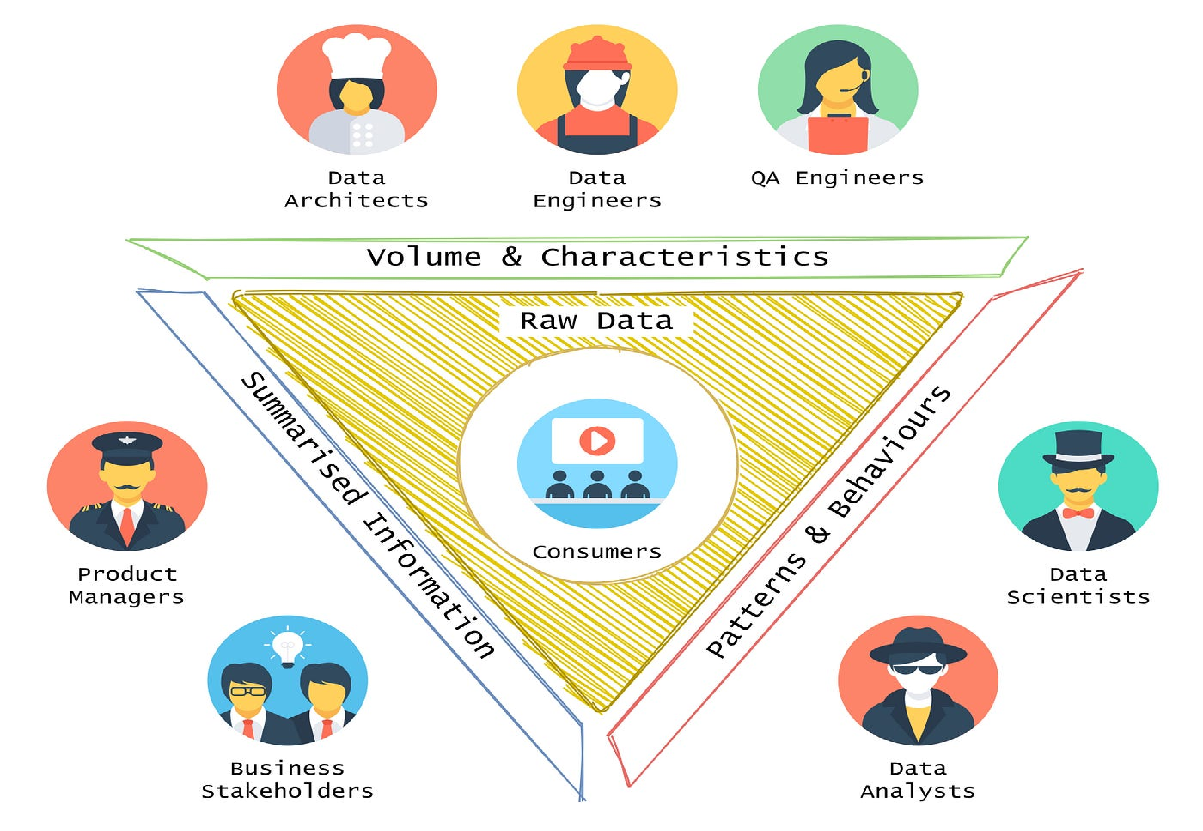 Data
Architects
Data
Engineers
QA Engineers
Volume & Characteristics
Raw Data
Summarised Information
Patterns & Behaviours
Consumers
Product
Managers
Data
Scientists
Business
Stakeholders
Data
Analysts